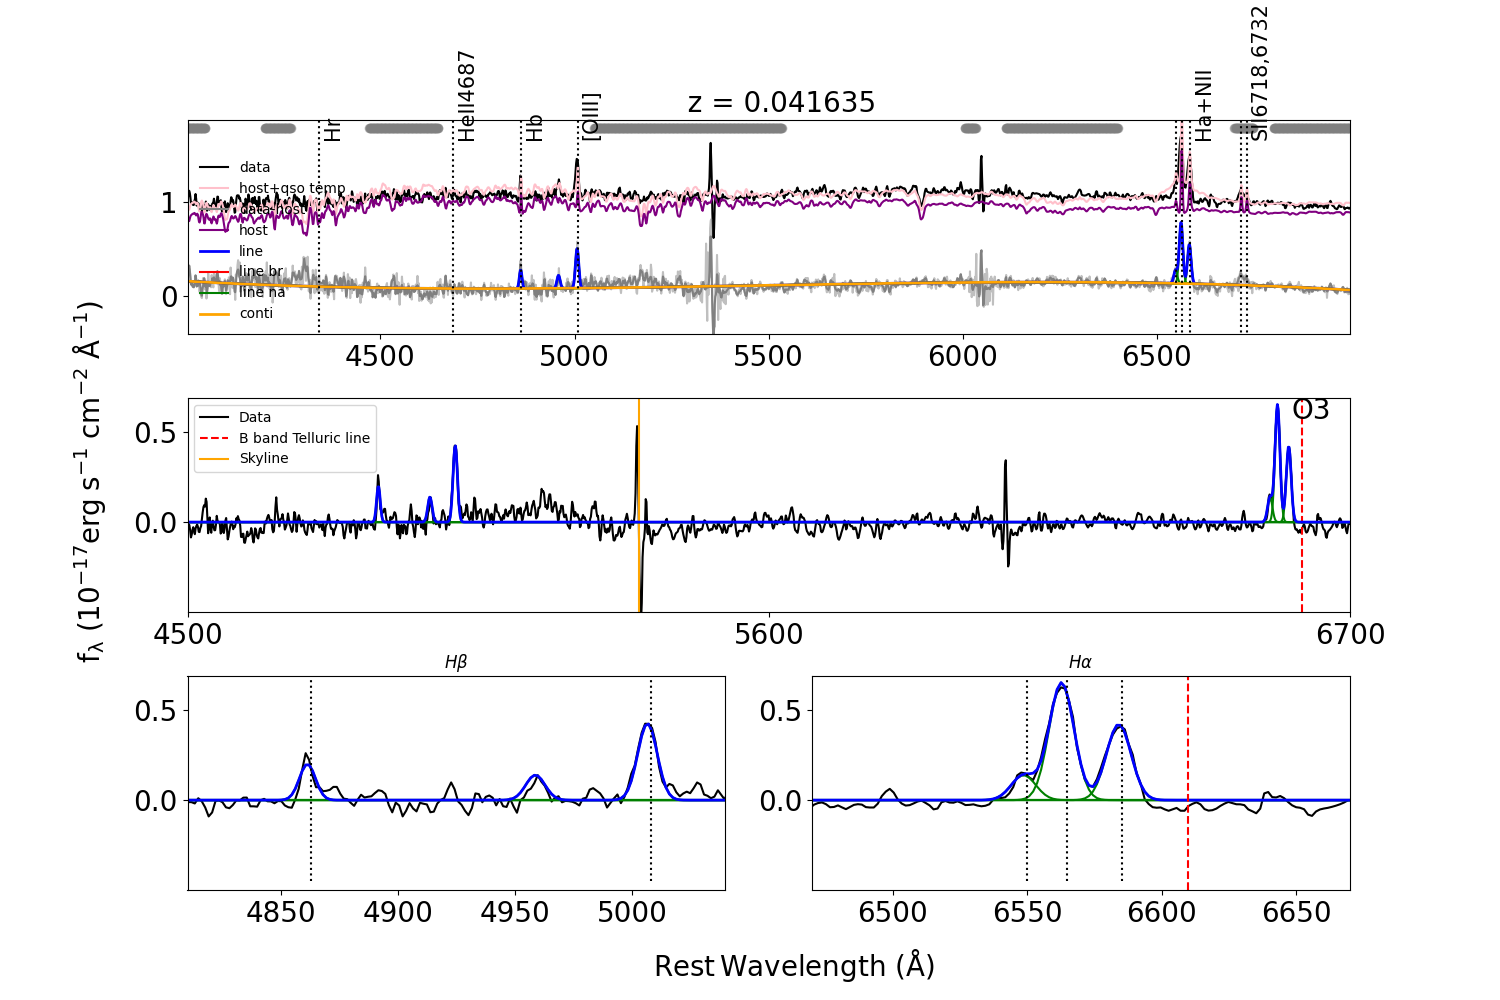 z = 0.041635
Hr
HeII4687
Hb
[OIII]
Ha+NII
SII6718,6732
data
host+qso temp
data-host
host
line
line br
line na
conti
1
0
4500 5000 5500 6000 6500
fλ (10−17erg s−1 cm−2 Å−1)
Data
B band Telluric line
Skyline
O3
0.5
0.0
4500 5600 6700
Hβ
0.5
0.0
4850 4900 4950 5000
Hα
0.5
0.0
6500 6550 6600 6650
Rest Wavelength (Å)